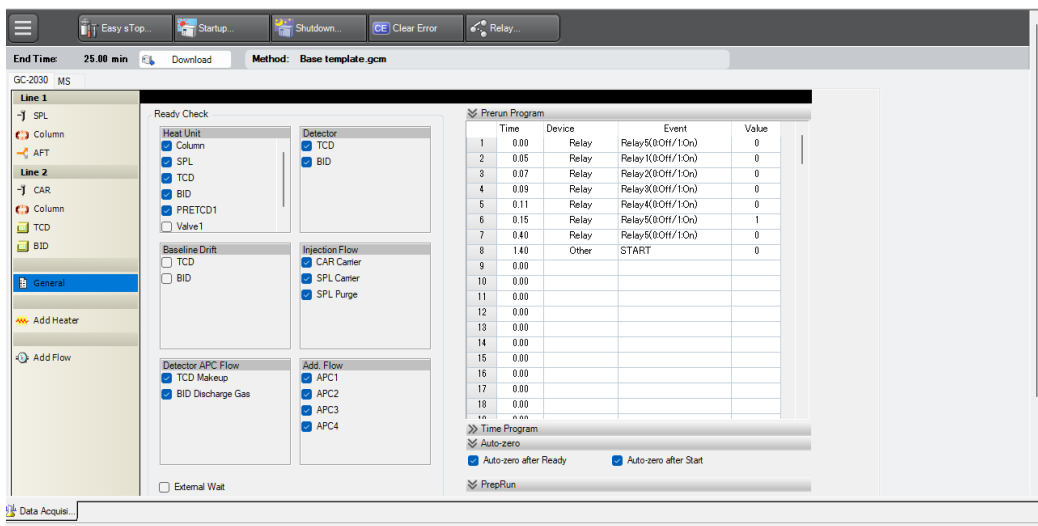 Easy sTop... Startup... Shutdown... CE Clear Error Relay...
End Time: 25.00 min Download Method: Base template.gcm
GC-2030 MS
Line 1
SPL
Column
AFT
Line 2
CAR
Column
TCD
BID
General
Add Heater
Add Flow
Ready Check
Heat Unit
Column
SPL
TCD
BID
PRETCD1
Valve1
Detector
TCD
BID
Baseline Drift
TCD
BID
Injection Flow
CAR Carrier
SPL Carrier
SPL Purge
Detector APC Flow
TCD Makeup
BID Discharge Gas
Add. Flow
APC1
APC2
APC3
APC4
External Wait
Prerun Program
Time Device Event Value
1 0.00 Relay Relay5(0:Off/1:On) 0
2 0.05 Relay Relay1(0:Off/1:On) 0
3 0.07 Relay Relay2(0:Off/1:On) 0
4 0.09 Relay Relay3(0:Off/1:On) 0
5 0.11 Relay Relay4(0:Off/1:On) 0
6 0.15 Relay Relay5(0:Off/1:On) 1
7 0.40 Relay Relay5(0:Off/1:On) 0
8 1.40 Other START 0
9 0.00
10 0.00
11 0.00
12 0.00
13 0.00
14 0.00
15 0.00
16 0.00
17 0.00
18 0.00
Time Program
Auto-zero
Auto-zero after Ready Auto-zero after Start
PrepRun
Data Acquisi...